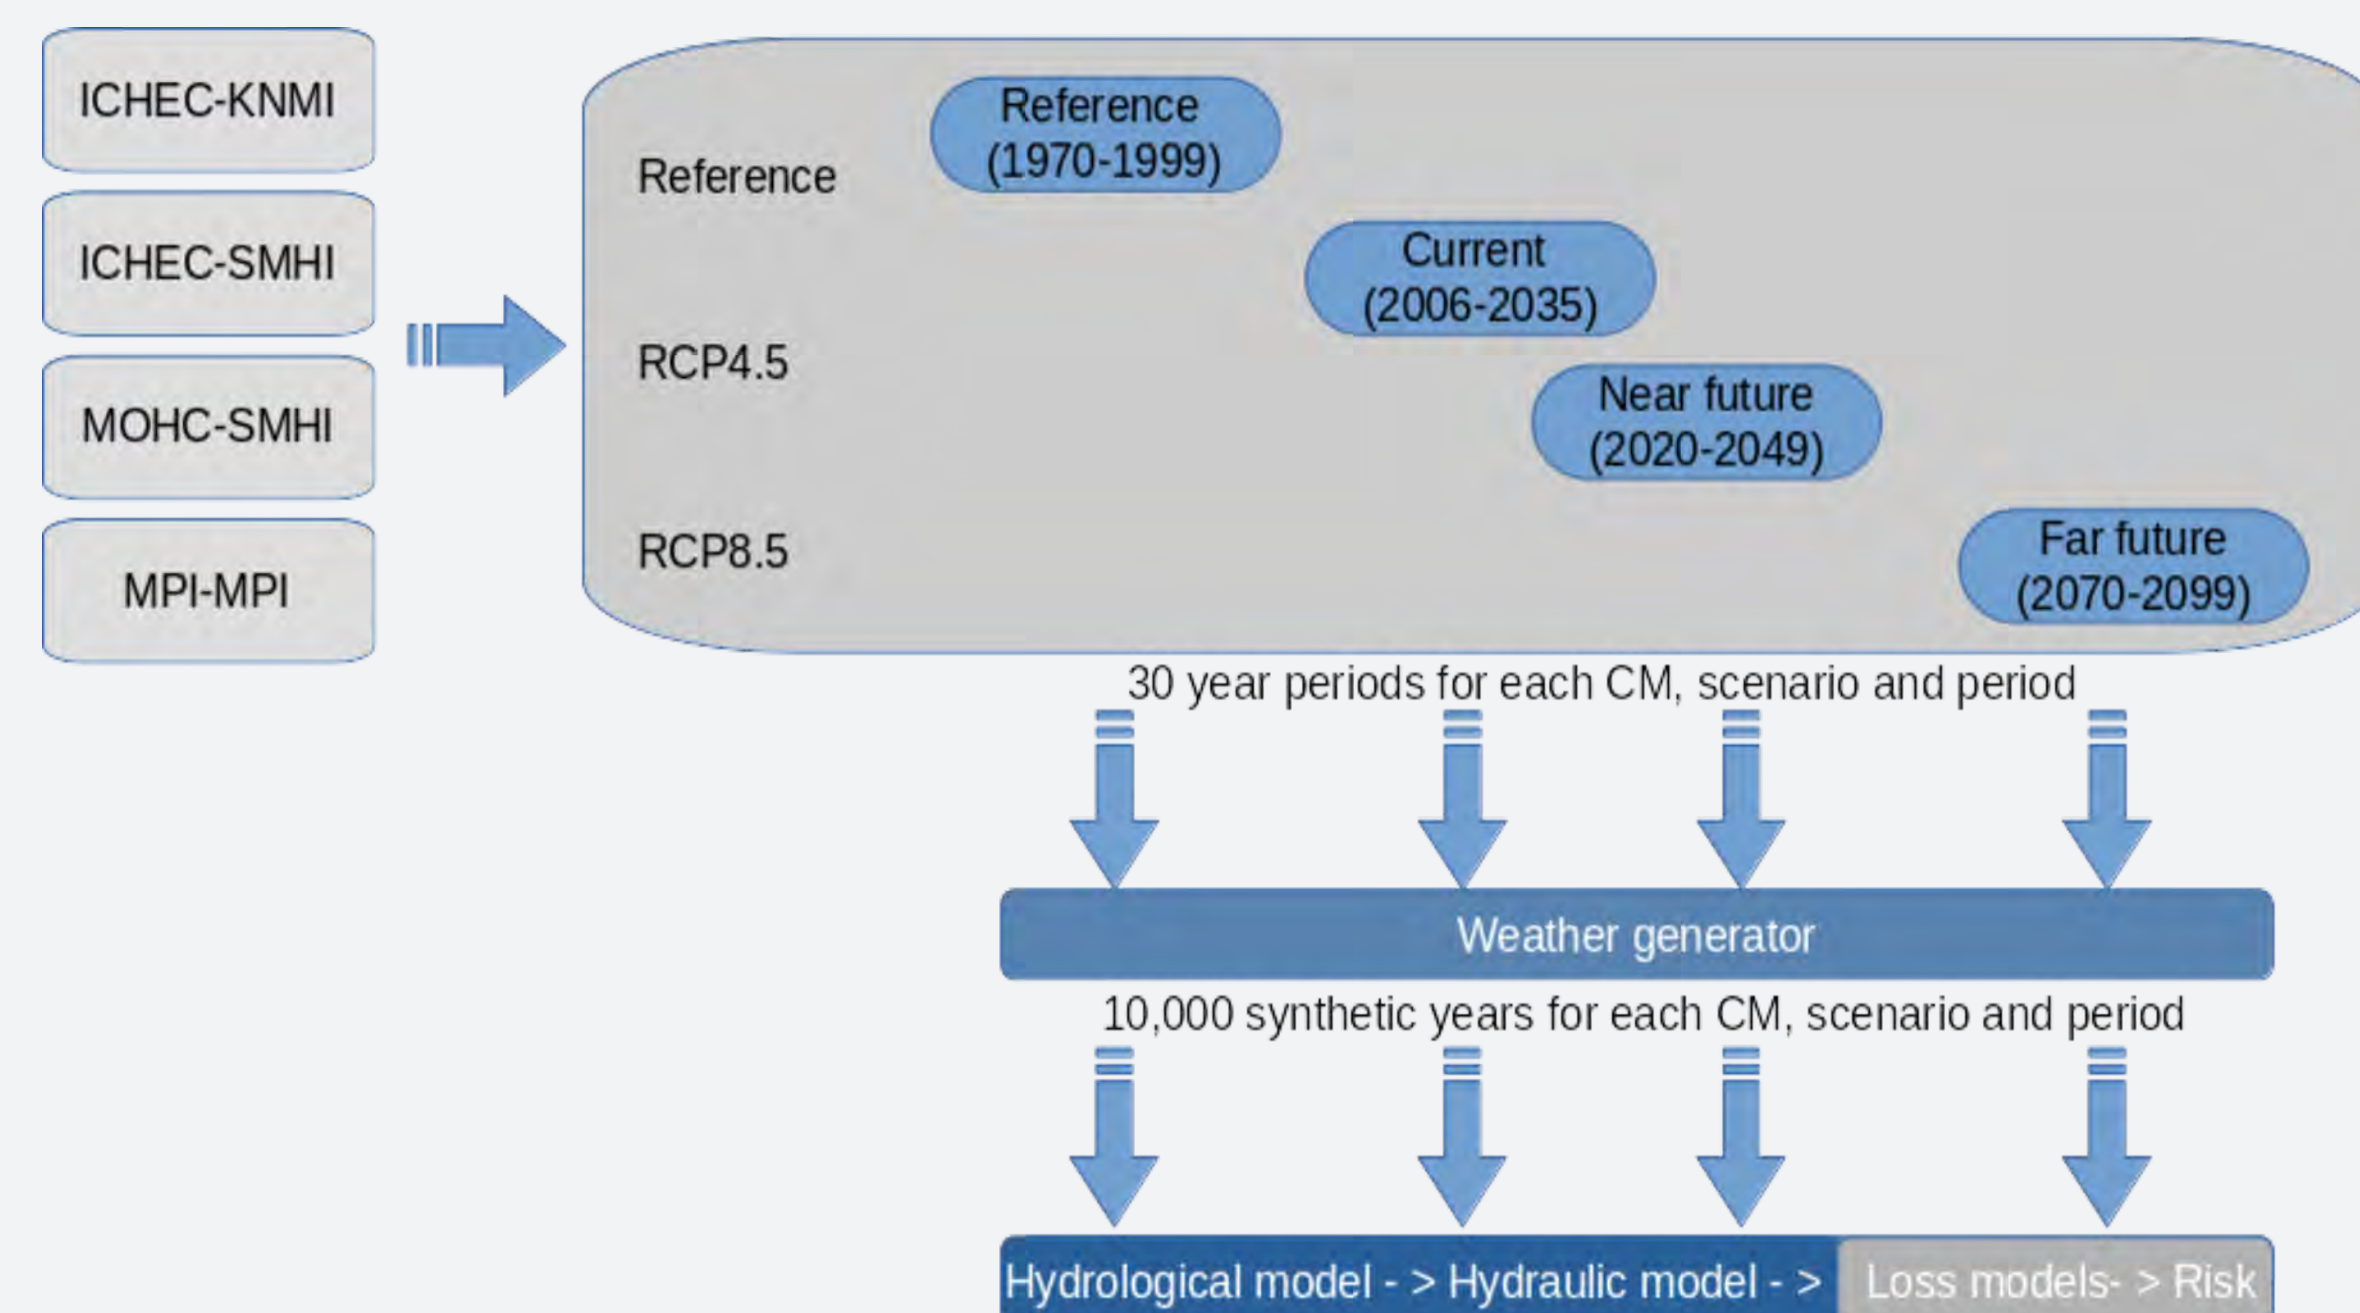 ICHEC-KNMI
ICHEC-SMHI
MOHC-SMHI
MPI-MPI
Reference
RCP4.5
RCP8.5
Reference
(1970-1999)
Current
(2006-2035)
Near future
(2020-2049)
Far future
(2070-2099)
30 year periods for each CM, scenario and period
Weather generator
10,000 synthetic years for each CM, scenario and period
Hydrological model - > Hydraulic model - > Loss models- > Risk